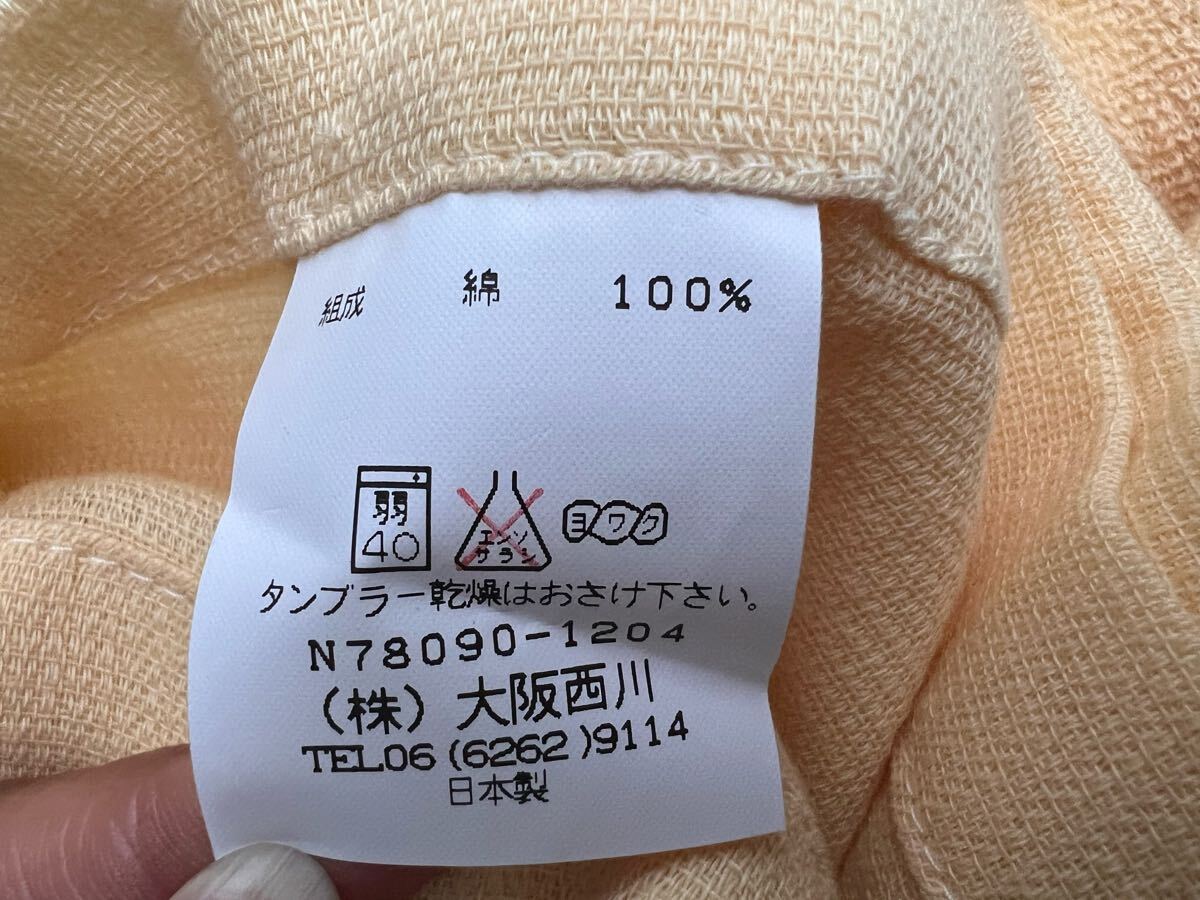 組成 綿 100%
弱 エンソ ヨワク
40 サラシ
タンブラー乾燥はおさけ下さい。
N78090-1204
(株) 大阪西川
TEL06 (6262)9114
日本製